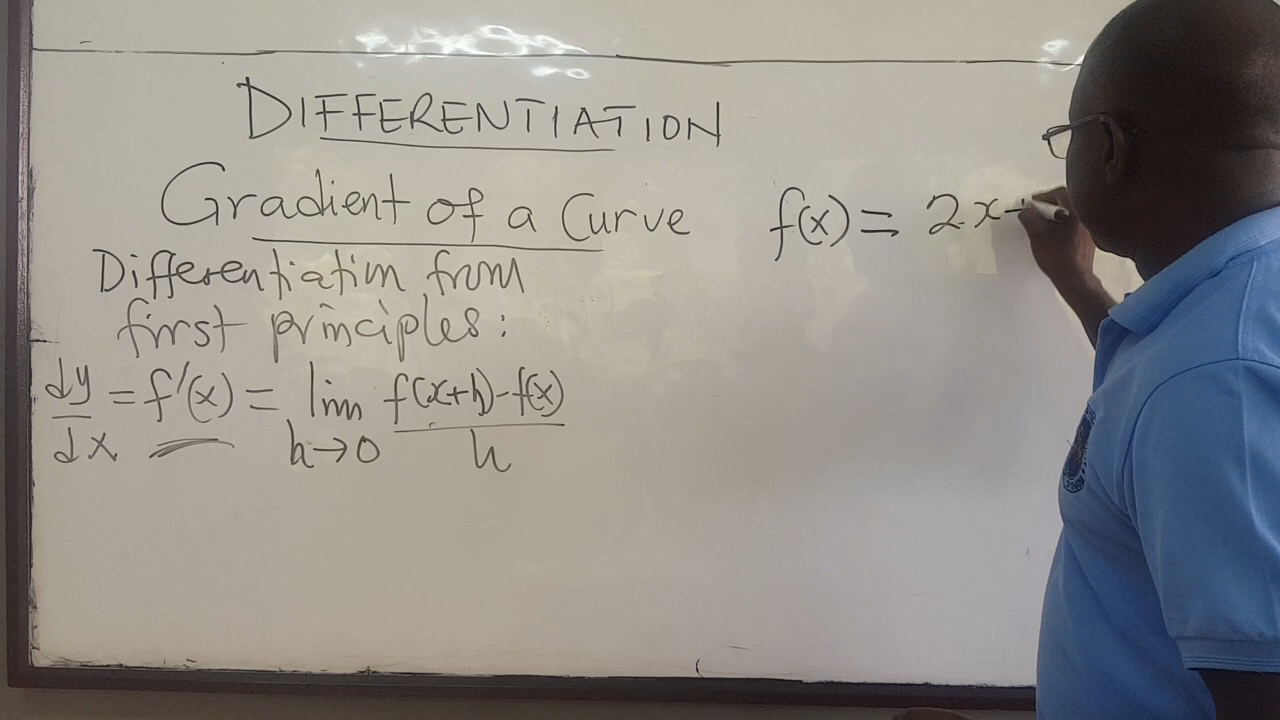 DIFFERENTIATION
Gradient of a Curve
Differentiation from
first principles:
dy/dx = f'(x) = lim h→0 f(x+h)-f(x)/h
f(x) = 2x